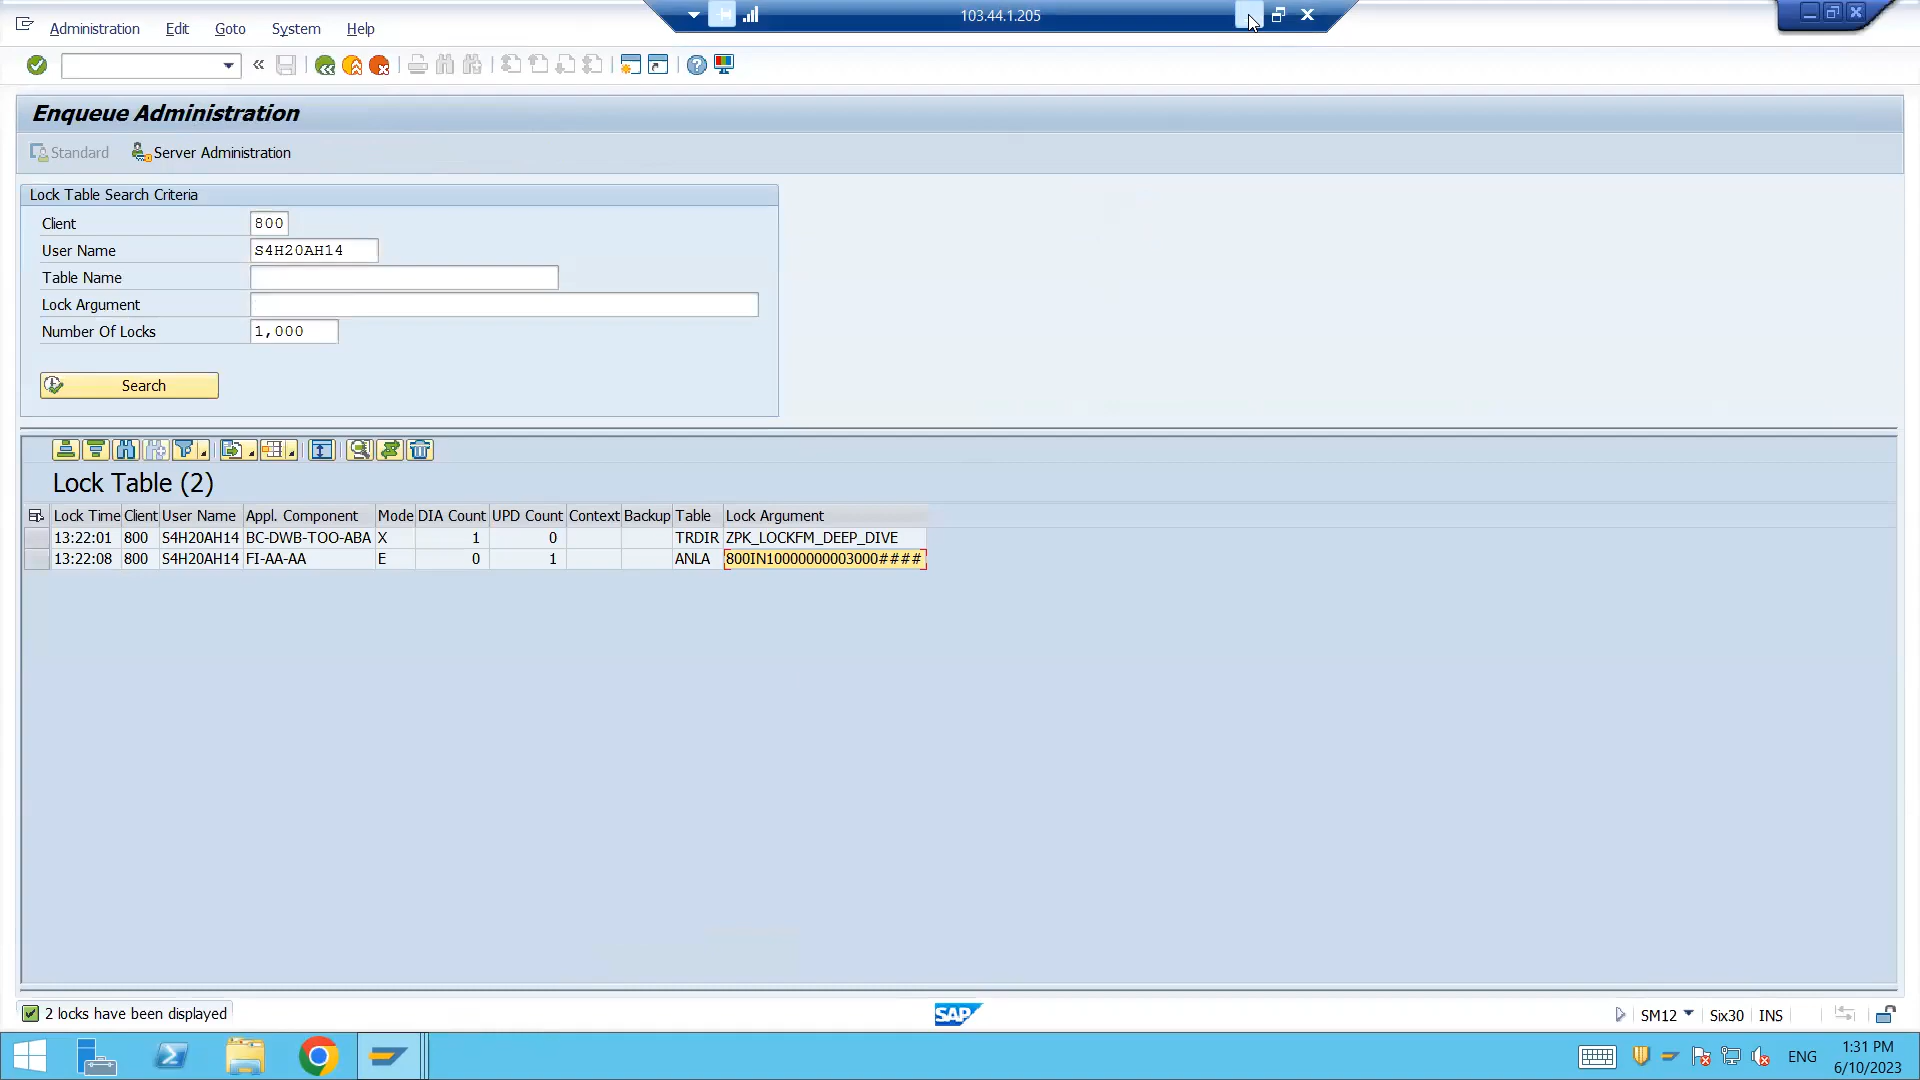 103.44.1.205
Administration Edit Goto System Help
Enqueue Administration
Standard Server Administration
Lock Table Search Criteria
Client 800
User Name S4H20AH14
Table Name
Lock Argument
Number Of Locks 1,000
Search
Lock Table (2)
Lock Time Client User Name Appl. Component Mode DIA Count UPD Count Context Backup Table Lock Argument
13:22:01 800 S4H20AH14 BC-DWB-TOO-ABA X 1 0 TRDIR ZPK_LOCKFM_DEEP_DIVE
13:22:08 800 S4H20AH14 FI-AA-AA E 0 1 ANLA 800IN10000000003000####
2 locks have been displayed
SAP
SM12 Six30 INS
ENG
1:31 PM
6/10/2023